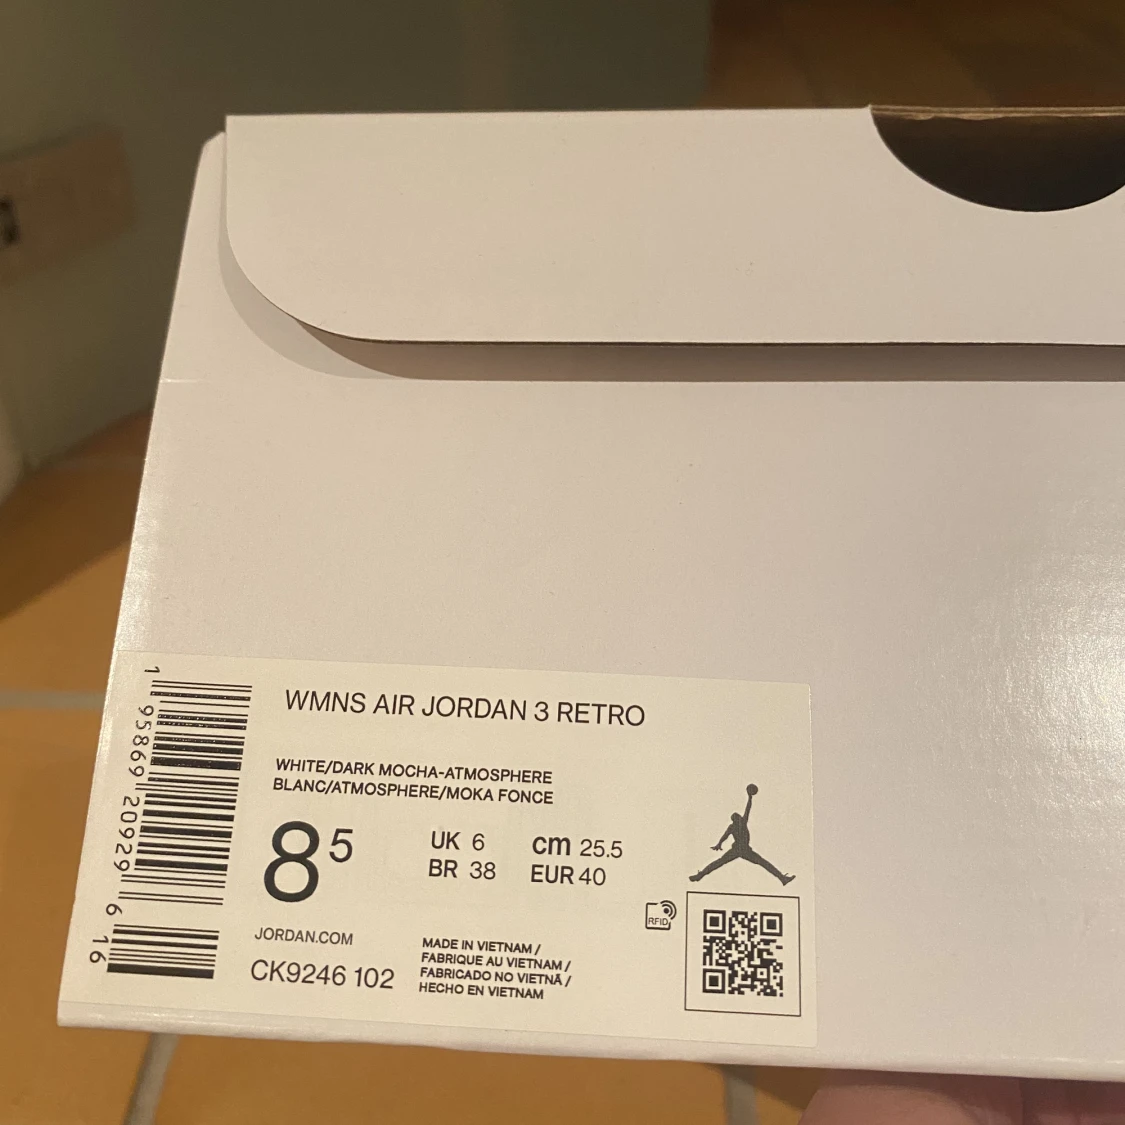 WMNS AIR JORDAN 3 RETRO
WHITE/DARK MOCHA-ATMOSPHERE
BLANC/ATMOSPHERE/MOKA FONCE
8 5
UK 6
cm 25.5
BR 38
EUR 40
RFID
JORDAN.COM
CK9246 102
MADE IN VIETNAM /
FABRIQUE AU VIETNAM /
FABRICADO NO VIETNÃ /
HECHO EN VIETNAM
1 95869 20929 6 16